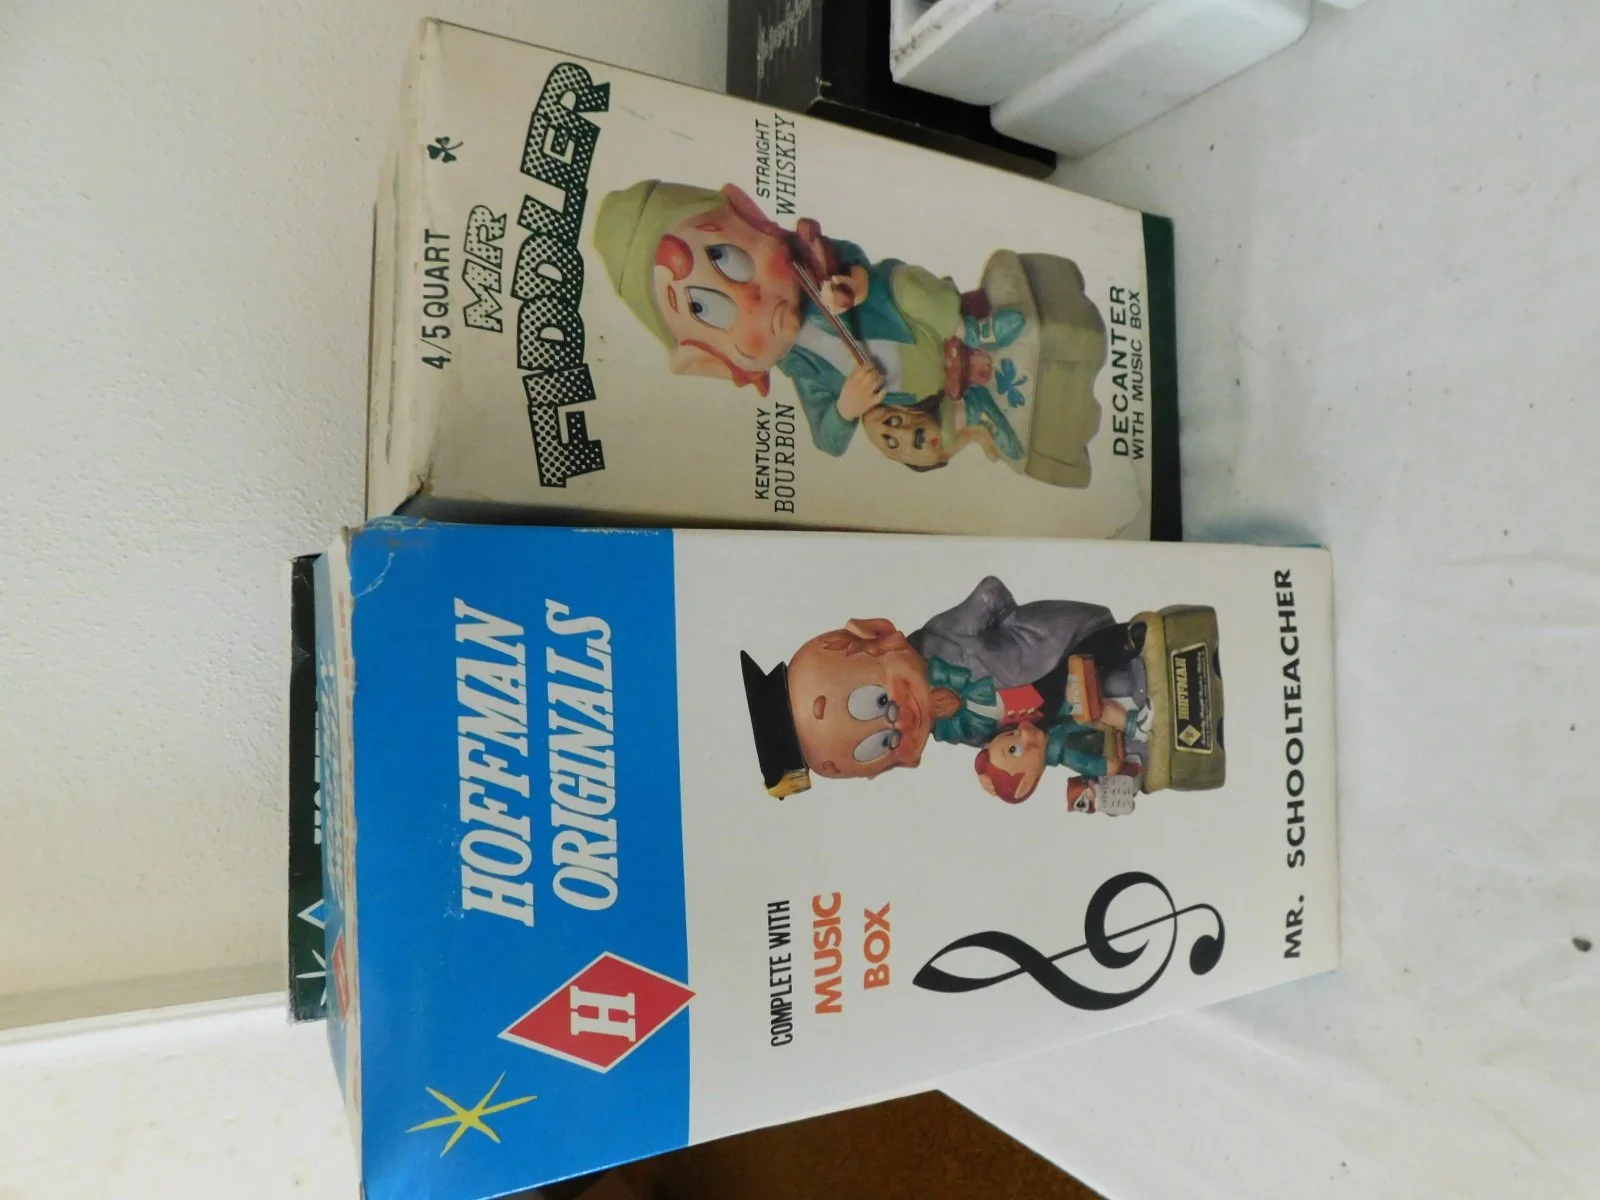 HOFFMAN
ORIGINALS
H
COMPLETE WITH
MUSIC
BOX
HOFFMAN
MR. SCHOOLTEACHER
4/5 QUART
MR
FIDDLER
KENTUCKY
BOURBON
STRAIGHT
WHISKEY
DECANTER
WITH MUSIC BOX